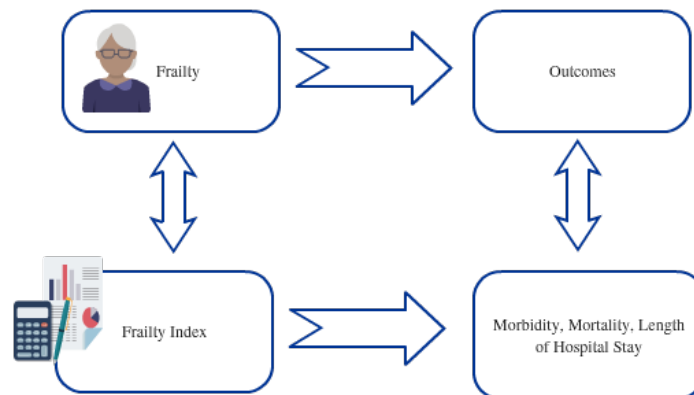 Frailty
Outcomes
Frailty Index
Morbidity, Mortality, Length
of Hospital Stay